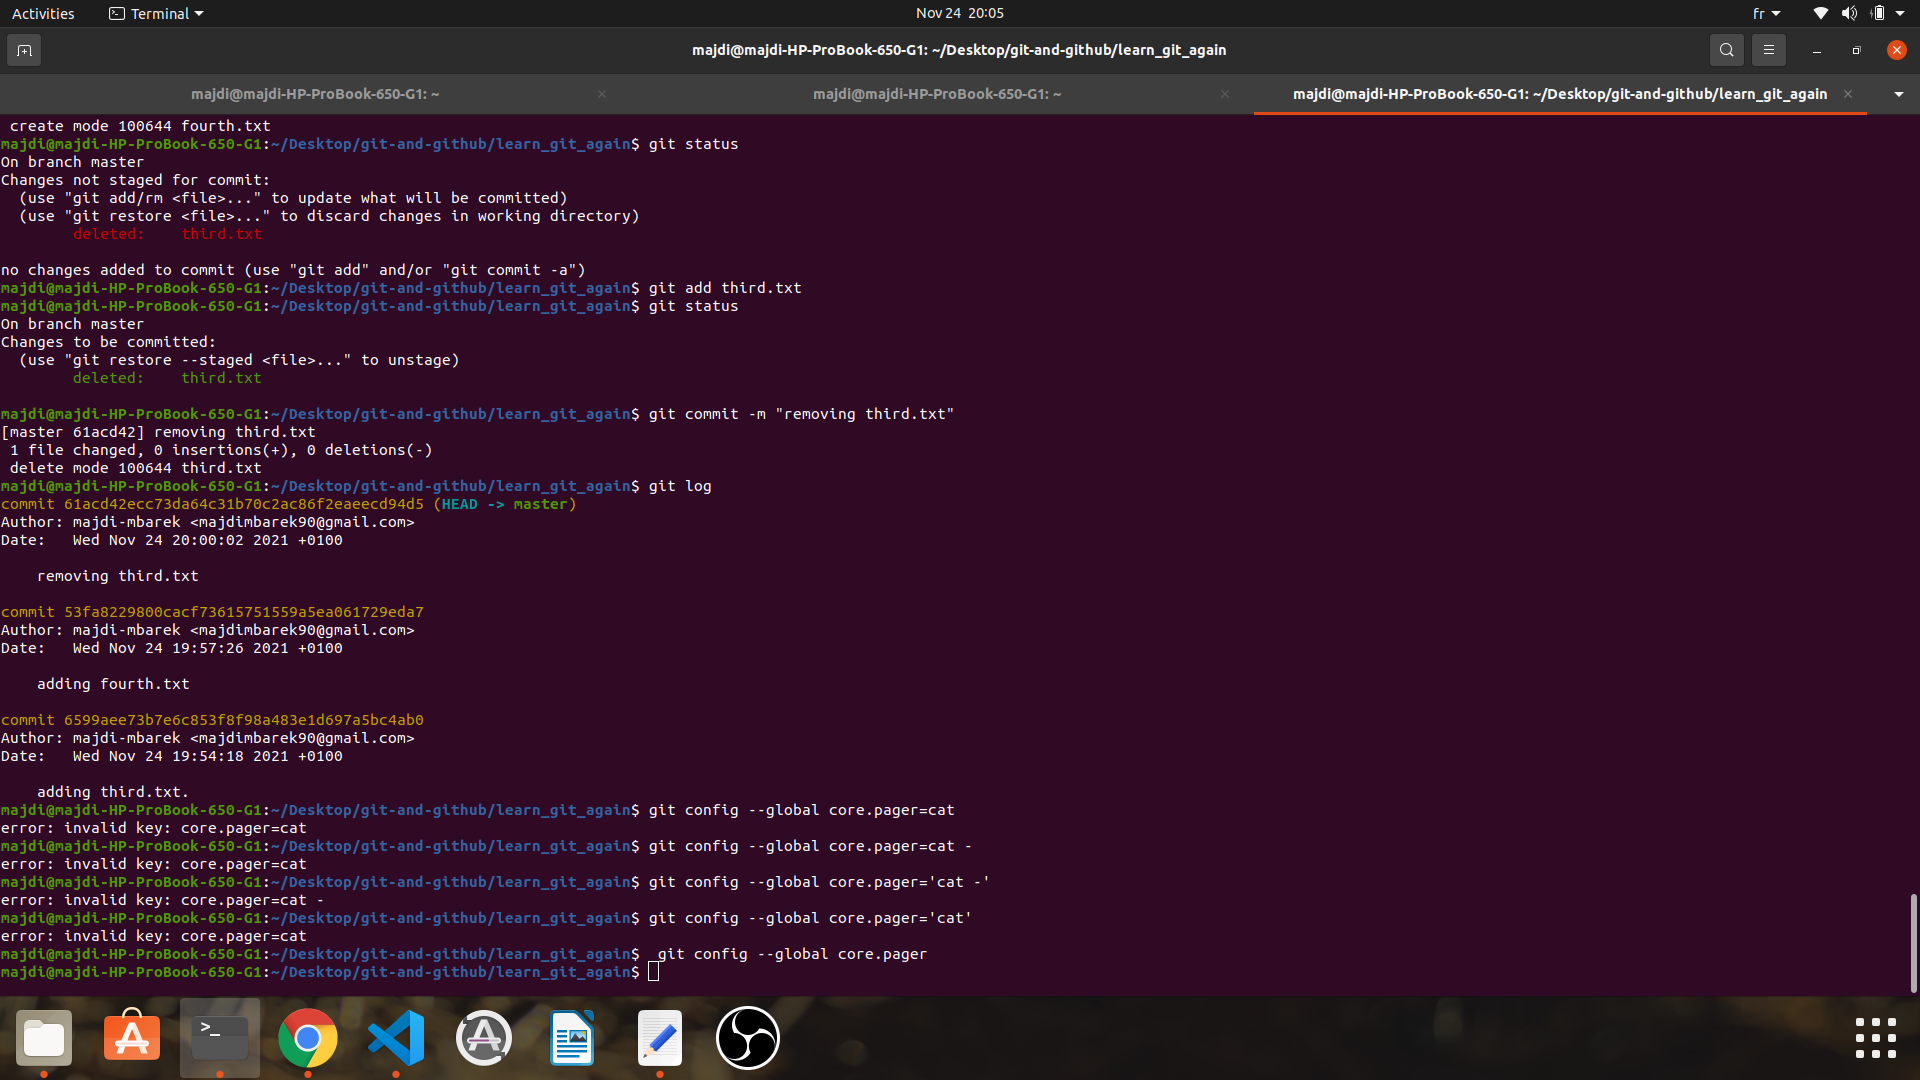 Activities
Terminal
Nov 24 20:05
fr
majdi@majdi-HP-ProBook-650-G1: ~/Desktop/git-and-github/learn_git_again
majdi@majdi-HP-ProBook-650-G1: ~
majdi@majdi-HP-ProBook-650-G1: ~
majdi@majdi-HP-ProBook-650-G1: ~/Desktop/git-and-github/learn_git_again
 create mode 100644 fourth.txt
majdi@majdi-HP-ProBook-650-G1:~/Desktop/git-and-github/learn_git_again$ git status
On branch master
Changes not staged for commit:
  (use "git add/rm <file>..." to update what will be committed)
  (use "git restore <file>..." to discard changes in working directory)
        deleted:    third.txt
no changes added to commit (use "git add" and/or "git commit -a")
majdi@majdi-HP-ProBook-650-G1:~/Desktop/git-and-github/learn_git_again$ git add third.txt
majdi@majdi-HP-ProBook-650-G1:~/Desktop/git-and-github/learn_git_again$ git status
On branch master
Changes to be committed:
  (use "git restore --staged <file>..." to unstage)
        deleted:    third.txt
majdi@majdi-HP-ProBook-650-G1:~/Desktop/git-and-github/learn_git_again$ git commit -m "removing third.txt"
[master 61acd42] removing third.txt
 1 file changed, 0 insertions(+), 0 deletions(-)
 delete mode 100644 third.txt
majdi@majdi-HP-ProBook-650-G1:~/Desktop/git-and-github/learn_git_again$ git log
commit 61acd42ecc73da64c31b70c2ac86f2eaeecd94d5 (HEAD -> master)
Author: majdi-mbarek <majdimbarek90@gmail.com>
Date:   Wed Nov 24 20:00:02 2021 +0100
    removing third.txt
commit 53fa8229800cacf73615751559a5ea061729eda7
Author: majdi-mbarek <majdimbarek90@gmail.com>
Date:   Wed Nov 24 19:57:26 2021 +0100
    adding fourth.txt
commit 6599aee73b7e6c853f8f98a483e1d697a5bc4ab0
Author: majdi-mbarek <majdimbarek90@gmail.com>
Date:   Wed Nov 24 19:54:18 2021 +0100
    adding third.txt.
majdi@majdi-HP-ProBook-650-G1:~/Desktop/git-and-github/learn_git_again$ git config --global core.pager=cat
error: invalid key: core.pager=cat
majdi@majdi-HP-ProBook-650-G1:~/Desktop/git-and-github/learn_git_again$ git config --global core.pager=cat -
error: invalid key: core.pager=cat
majdi@majdi-HP-ProBook-650-G1:~/Desktop/git-and-github/learn_git_again$ git config --global core.pager='cat -'
error: invalid key: core.pager=cat -
majdi@majdi-HP-ProBook-650-G1:~/Desktop/git-and-github/learn_git_again$ git config --global core.pager='cat'
error: invalid key: core.pager=cat
majdi@majdi-HP-ProBook-650-G1:~/Desktop/git-and-github/learn_git_again$  git config --global core.pager
majdi@majdi-HP-ProBook-650-G1:~/Desktop/git-and-github/learn_git_again$